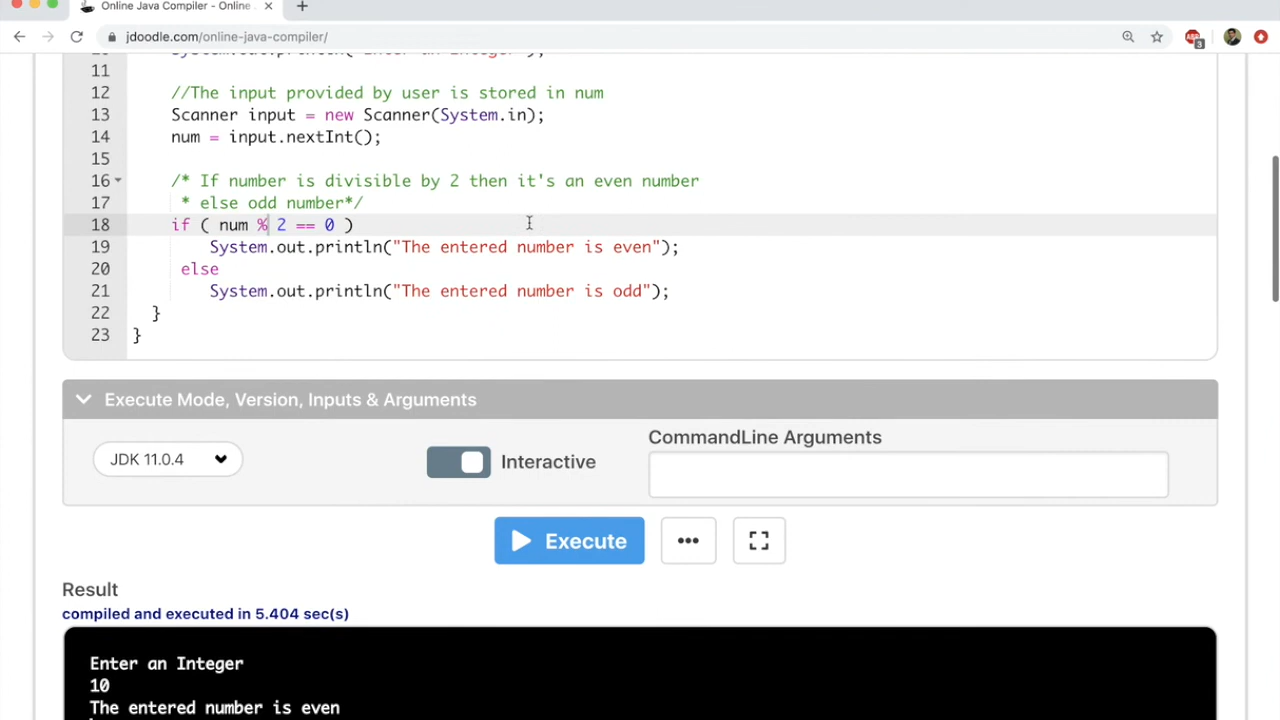 Online Java Compiler - Online
jdoodle.com/online-java-compiler/
3
11
12 //The input provided by user is stored in num
13 Scanner input = new Scanner(System.in);
14 num = input.nextInt();
15
16 /* If number is divisible by 2 then it's an even number
17 * else odd number*/
18 if ( num % 2 == 0 )
19 System.out.println("The entered number is even");
20 else
21 System.out.println("The entered number is odd");
22 }
23 }
Execute Mode, Version, Inputs & Arguments
CommandLine Arguments
JDK 11.0.4
Interactive
Execute
Result
compiled and executed in 5.404 sec(s)
Enter an Integer
10
The entered number is even